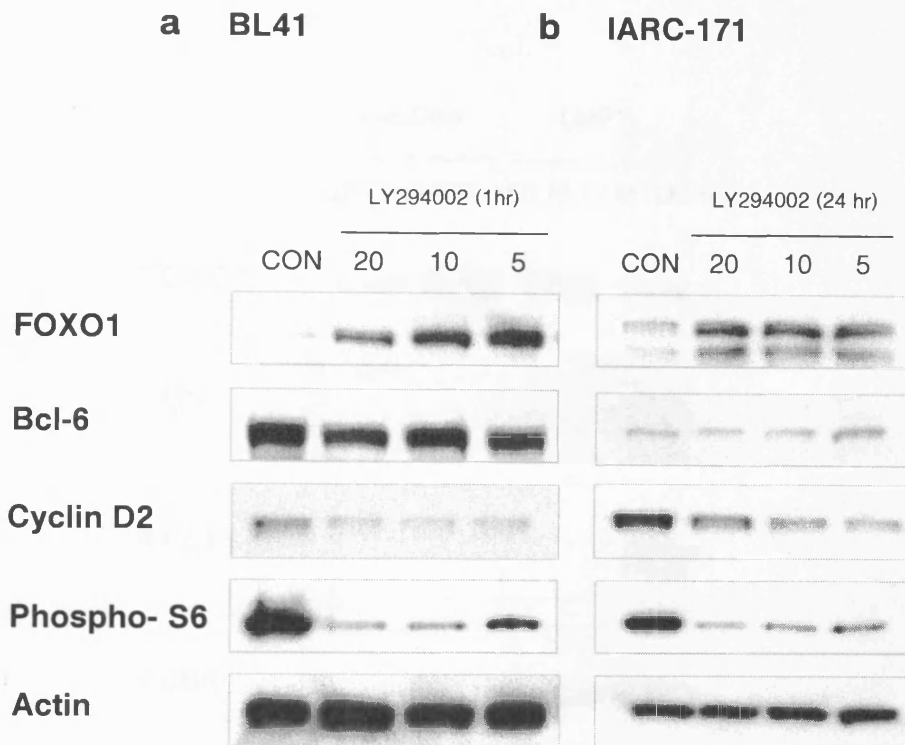 a BL41 b IARC-171
LY294002 (1hr) LY294002 (24 hr)
CON 20 10 5 CON 20 10 5
FOXO1
Bcl-6
Cyclin D2
Phospho- S6
Actin